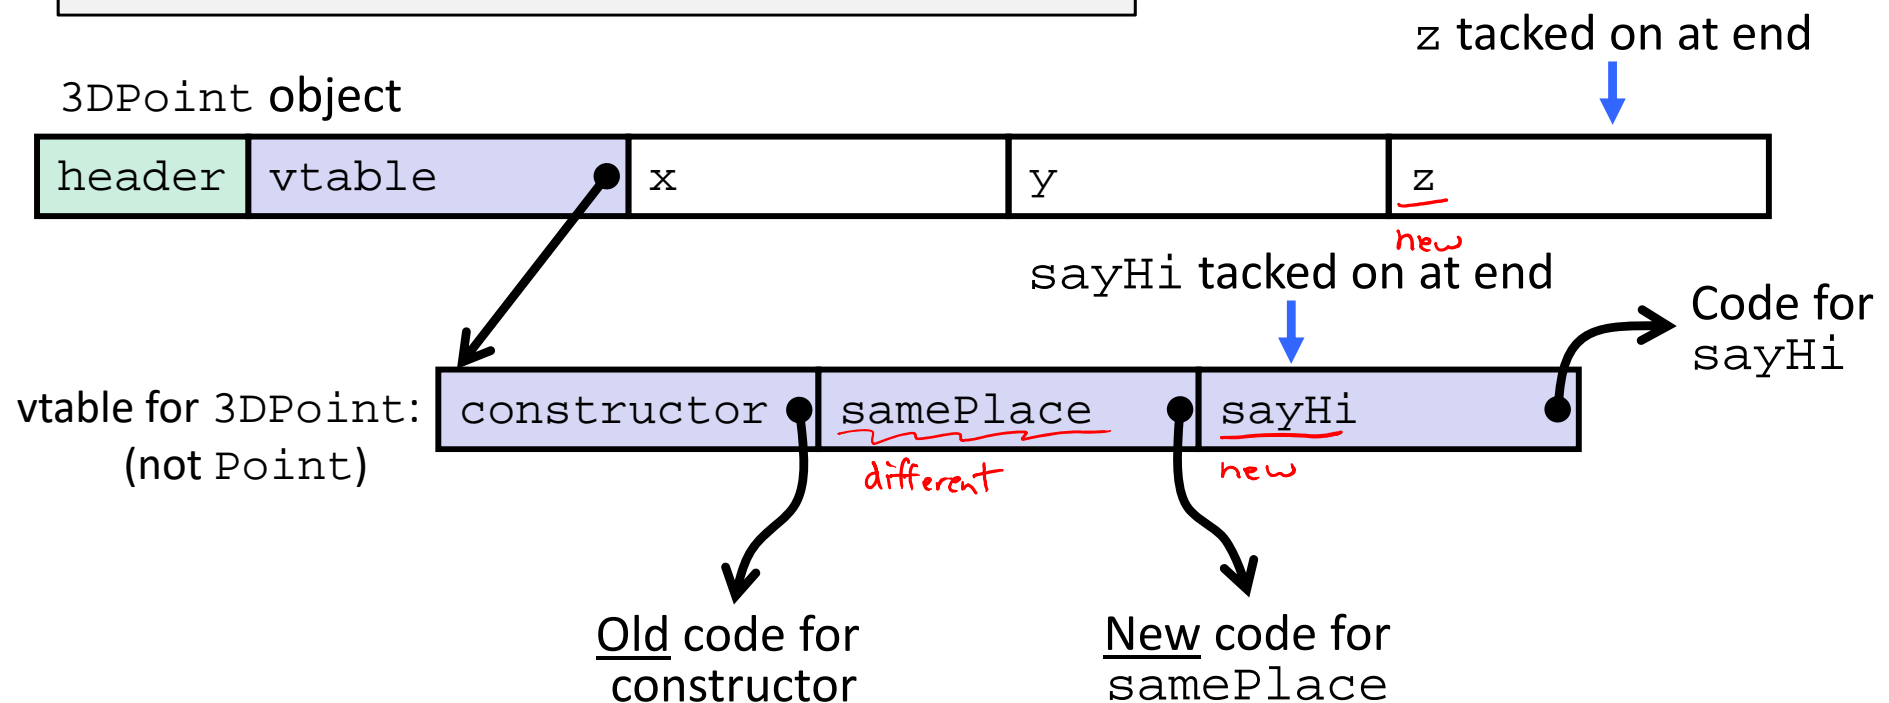 z tacked on at end
3DPoint object
header vtable x y z
new
sayHi tacked on at end
Code for
sayHi
vtable for 3DPoint:
(not Point)
constructor samePlace sayHi
different new
Old code for
constructor
New code for
samePlace